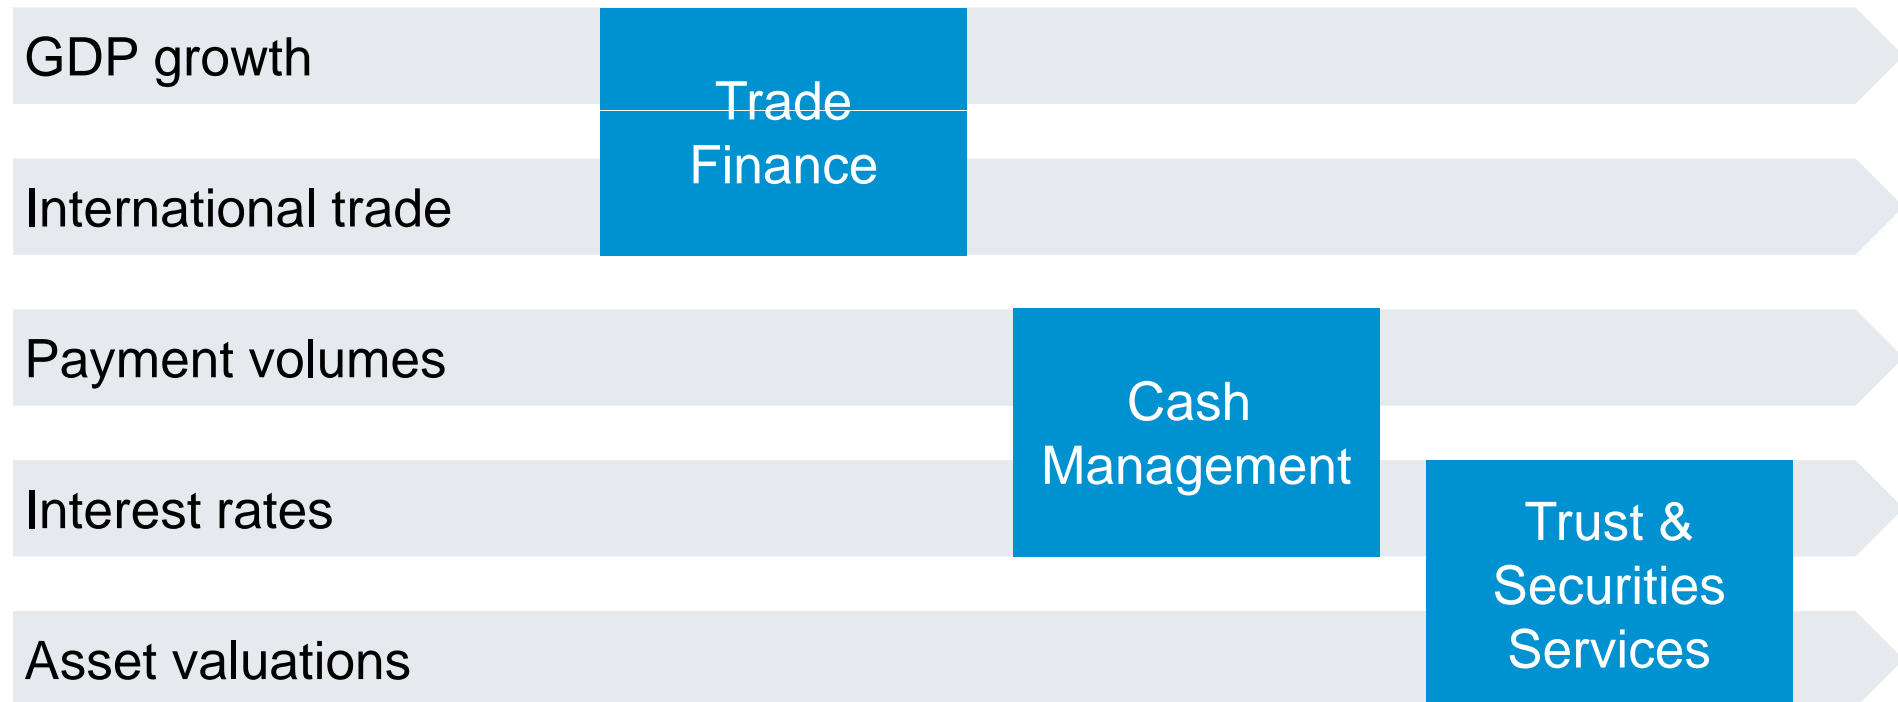 GDP growth
Trade
Finance
International trade
Payment volumes
Cash
Management
Interest rates
Trust &
Securities
Services
Asset valuations